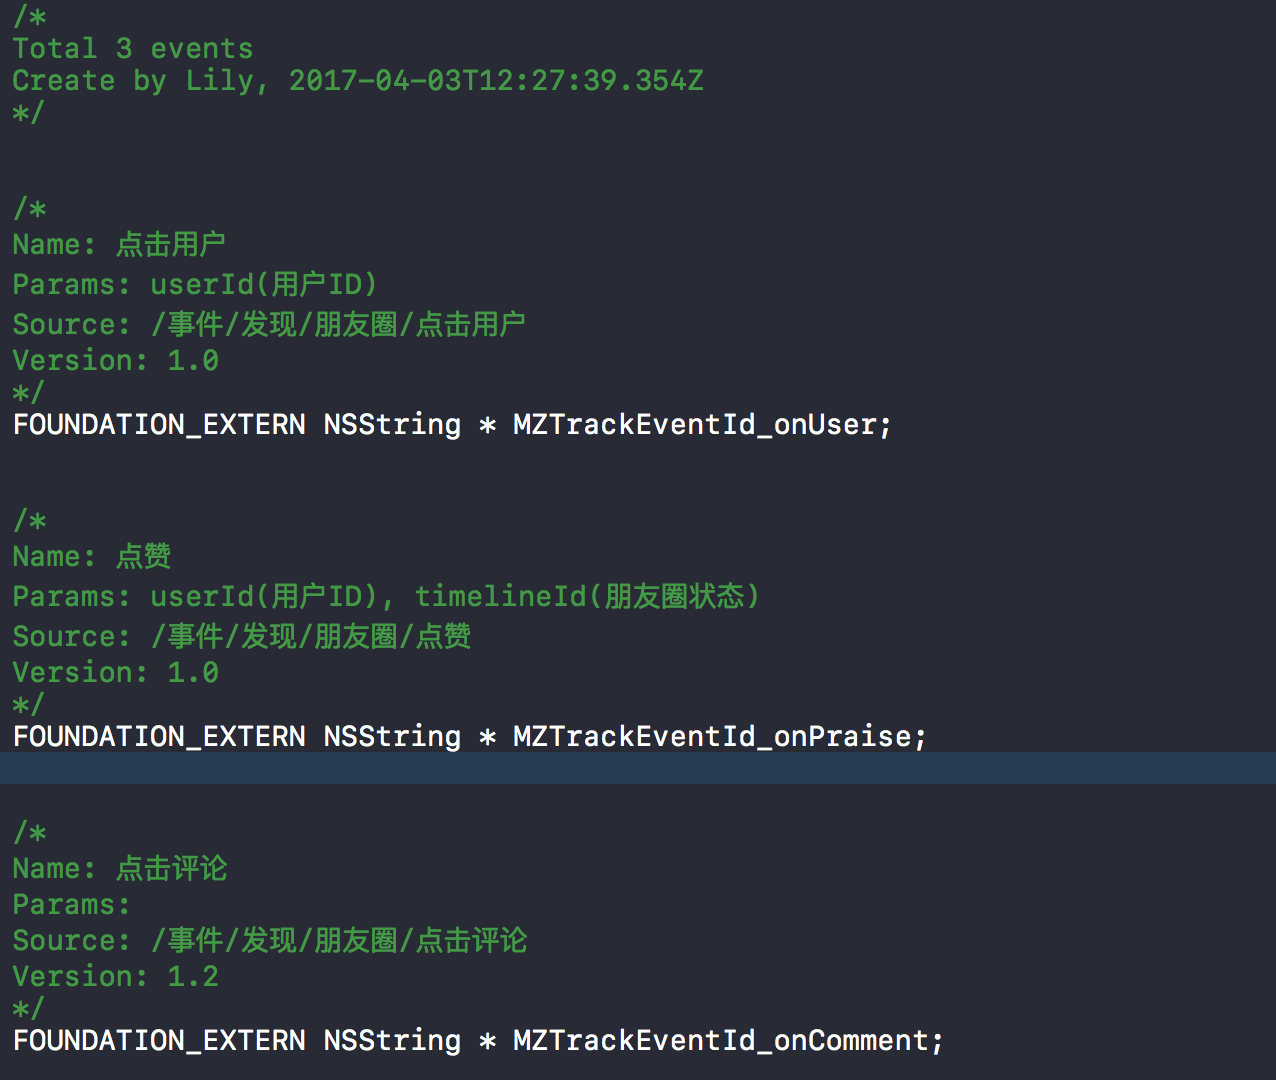 /*
Total 3 events
Create by Lily, 2017-04-03T12:27:39.354Z
*/
/*
Name: 点击用户
Params: userId(用户ID)
Source: /事件/发现/朋友圈/点击用户
Version: 1.0
*/
FOUNDATION_EXTERN NSString * MZTrackEventId_onUser;
/*
Name: 点赞
Params: userId(用户ID), timelineId(朋友圈状态)
Source: /事件/发现/朋友圈/点赞
Version: 1.0
*/
FOUNDATION_EXTERN NSString * MZTrackEventId_onPraise;
/*
Name: 点击评论
Params:
Source: /事件/发现/朋友圈/点击评论
Version: 1.2
*/
FOUNDATION_EXTERN NSString * MZTrackEventId_onComment;